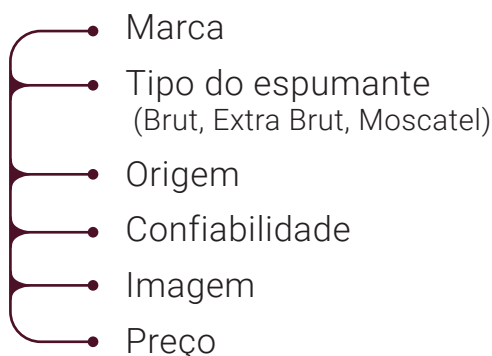 Marca
Tipo do espumante
(Brut, Extra Brut, Moscatel)
Origem
Confiabilidade
Imagem
Preço